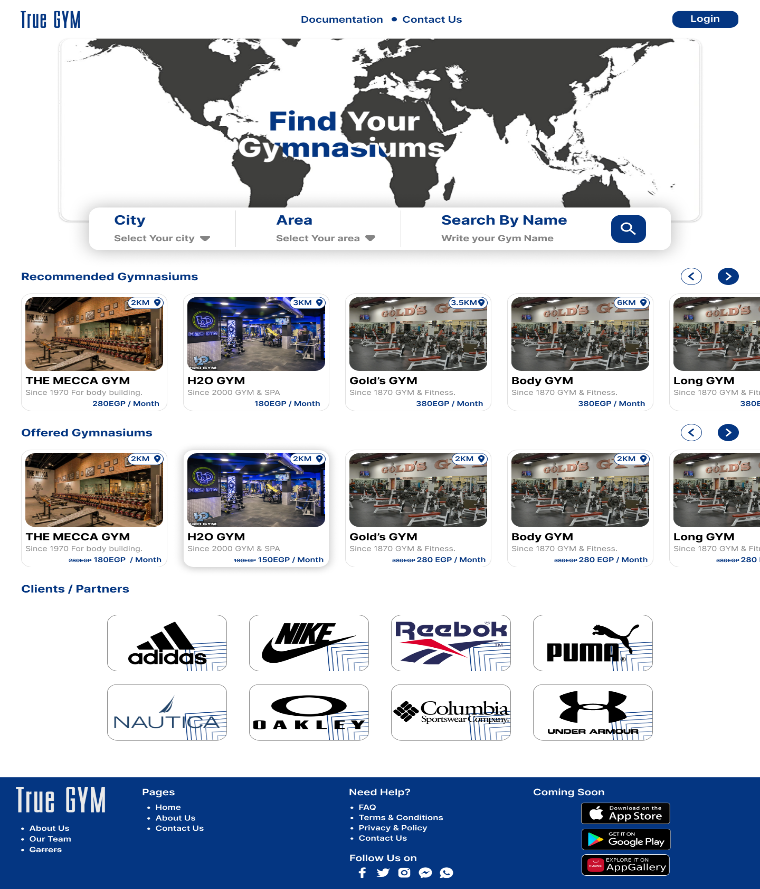 True GYM
Documentation • Contact Us
Login
Find Your
Gymnasiums
City
Select Your city
Area
Select Your area
Search By Name
Write your Gym Name
Recommended Gymnasiums
2KM
THE MECCA GYM
Since 1970 For body building.
280EGP / Month
3KM
H2O GYM
Since 2000 GYM & SPA
180EGP / Month
3.5KM
GOLD'S G
Gold's GYM
Since 1870 GYM & Fitness.
380EGP / Month
6KM
GOLD'S G
Body GYM
Since 1870 GYM & Fitness.
380EGP / Month
GOLD'S
Long GYM
Since 1870 GYM & F
380E
Offered Gymnasiums
2KM
THE MECCA GYM
Since 1970 For body building.
180EGP / Month
2KM
H2O GYM
Since 2000 GYM & SPA
150EGP / Month
2KM
GOLD'S G
Gold's GYM
Since 1870 GYM & Fitness.
280 EGP / Month
2KM
GOLD'S G
Body GYM
Since 1870 GYM & Fitness.
280 EGP / Month
GOLD'S
Long GYM
Since 1870 GYM & F
280
Clients / Partners
adidas
NIKE
Reebok
TM
PUMA®
NAUTICA
OAKLEY
Columbia
Sportswear Company
UNDER ARMOUR
True GYM
• About Us
• Our Team
• Carrers
Pages
• Home
• About Us
• Contact Us
Need Help?
• FAQ
• Terms & Conditions
• Privacy & Policy
• Contact Us
Follow Us on
Coming Soon
Download on the
App Store
GET IT ON
Google Play
EXPLORE IT ON
AppGallery